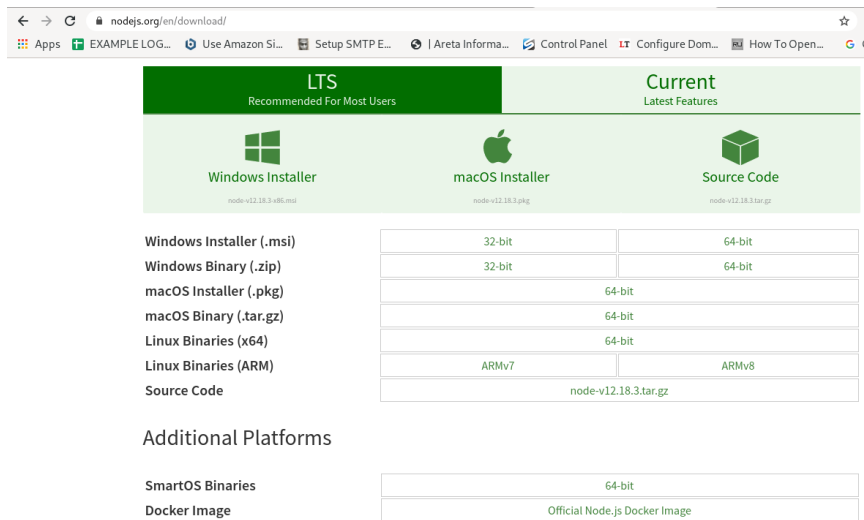 nodejs.org/en/download/
Apps EXAMPLE LOG... Use Amazon Si... Setup SMTP E... | Areta Informa... Control Panel LT Configure Dom... How To Open... G
LTS
Recommended For Most Users
Current
Latest Features
Windows Installer macOS Installer Source Code
node-v12.18.3-x86.msi node-v12.18.3.pkg node-v12.18.3.tar.gz
Windows Installer (.msi) 32-bit 64-bit
Windows Binary (.zip) 32-bit 64-bit
macOS Installer (.pkg) 64-bit
macOS Binary (.tar.gz) 64-bit
Linux Binaries (x64) 64-bit
Linux Binaries (ARM) ARMv7 ARMv8
Source Code node-v12.18.3.tar.gz
Additional Platforms
SmartOS Binaries 64-bit
Docker Image Official Node.js Docker Image